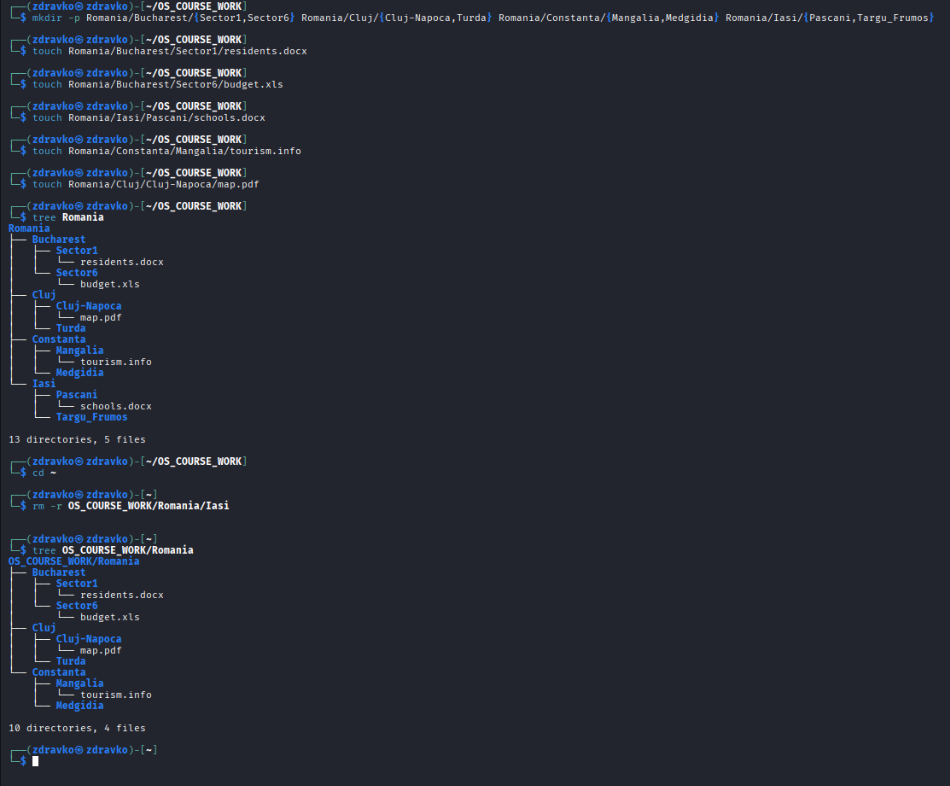 ┌──(zdravko㉿zdravko)-[~/OS_COURSE_WORK]
└─$ mkdir -p Romania/Bucharest/{Sector1,Sector6} Romania/Cluj/{Cluj-Napoca,Turda} Romania/Constanta/{Mangalia,Medgidia} Romania/Iasi/{Pascani,Targu_Frumos}
┌──(zdravko㉿zdravko)-[~/OS_COURSE_WORK]
└─$ touch Romania/Bucharest/Sector1/residents.docx
┌──(zdravko㉿zdravko)-[~/OS_COURSE_WORK]
└─$ touch Romania/Bucharest/Sector6/budget.xls
┌──(zdravko㉿zdravko)-[~/OS_COURSE_WORK]
└─$ touch Romania/Iasi/Pascani/schools.docx
┌──(zdravko㉿zdravko)-[~/OS_COURSE_WORK]
└─$ touch Romania/Constanta/Mangalia/tourism.info
┌──(zdravko㉿zdravko)-[~/OS_COURSE_WORK]
└─$ touch Romania/Cluj/Cluj-Napoca/map.pdf
┌──(zdravko㉿zdravko)-[~/OS_COURSE_WORK]
└─$ tree Romania
Romania
├── Bucharest
│   ├── Sector1
│   │   └── residents.docx
│   └── Sector6
│       └── budget.xls
├── Cluj
│   ├── Cluj-Napoca
│   │   └── map.pdf
│   └── Turda
├── Constanta
│   ├── Mangalia
│   │   └── tourism.info
│   └── Medgidia
└── Iasi
    ├── Pascani
    │   └── schools.docx
    └── Targu_Frumos
13 directories, 5 files
┌──(zdravko㉿zdravko)-[~/OS_COURSE_WORK]
└─$ cd ~
┌──(zdravko㉿zdravko)-[~]
└─$ rm -r OS_COURSE_WORK/Romania/Iasi
┌──(zdravko㉿zdravko)-[~]
└─$ tree OS_COURSE_WORK/Romania
OS_COURSE_WORK/Romania
├── Bucharest
│   ├── Sector1
│   │   └── residents.docx
│   └── Sector6
│       └── budget.xls
├── Cluj
│   ├── Cluj-Napoca
│   │   └── map.pdf
│   └── Turda
└── Constanta
    ├── Mangalia
    │   └── tourism.info
    └── Medgidia
10 directories, 4 files
┌──(zdravko㉿zdravko)-[~]
└─$